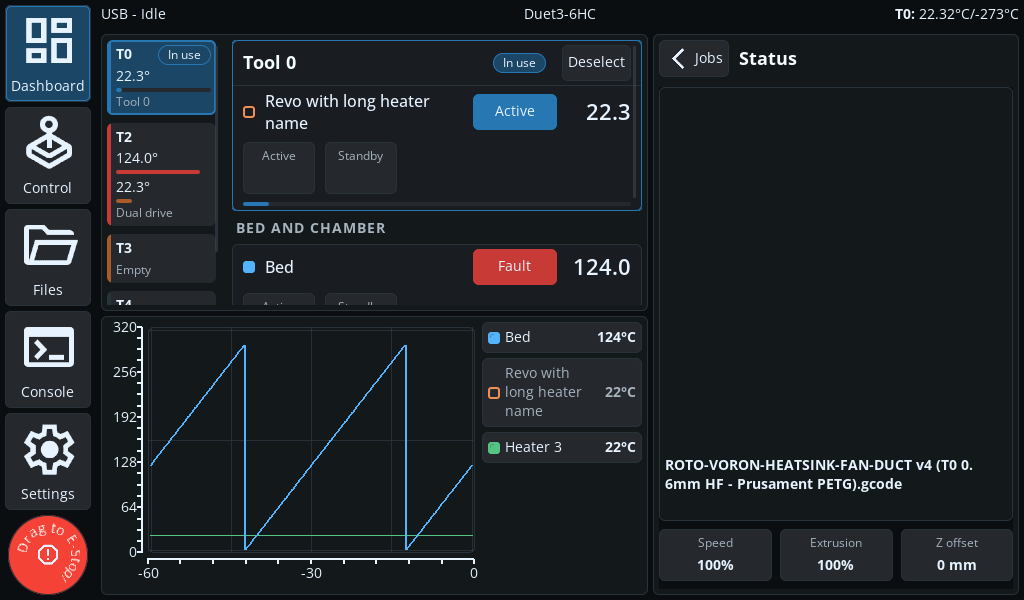 USB - Idle
Duet3-6HC
T0: 22.32°C/-273°C
Dashboard
Control
Files
Console
Settings
Drag to E-Stop!
T0
In use
22.3°
Tool 0
T2
124.0°
22.3°
Dual drive
T3
Empty
T4
Tool 0
In use
Deselect
Revo with long heater
name
Active
22.3
Active
Standby
BED AND CHAMBER
Bed
Fault
124.0
Active
Standby
320
256
192
128
64
0
-60
-30
0
Bed
124°C
Revo with
long heater
name
22°C
Heater 3
22°C
Jobs
Status
ROTO-VORON-HEATSINK-FAN-DUCT v4 (T0 0.
6mm HF - Prusament PETG).gcode
Speed
100%
Extrusion
100%
Z offset
0 mm